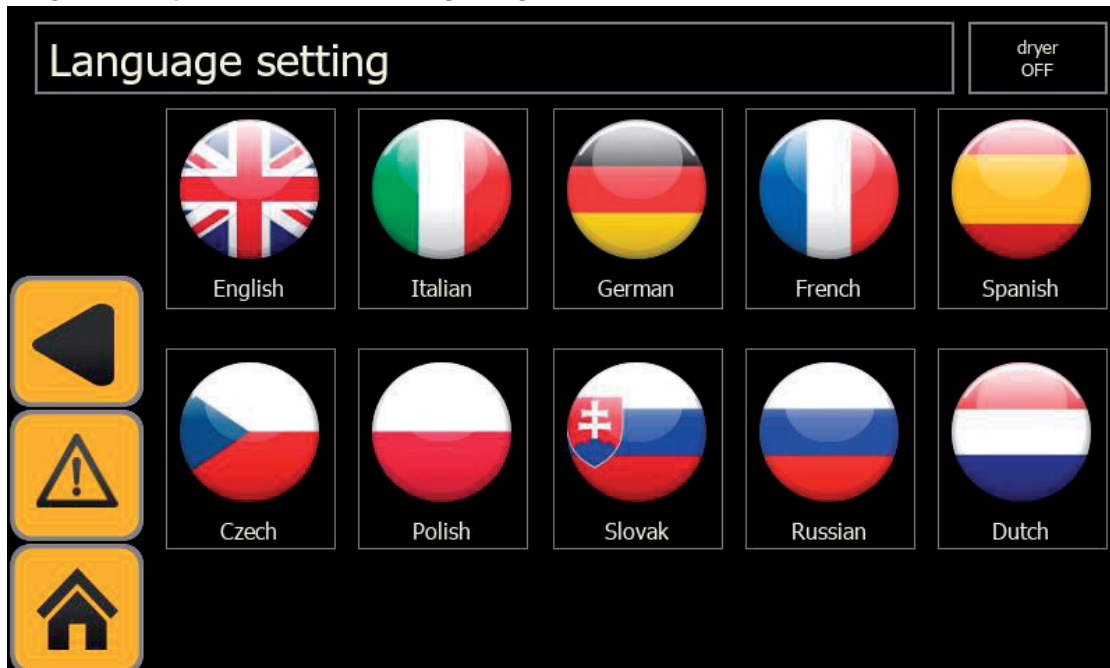 Language setting
dryer
OFF
English
Italian
German
French
Spanish
Czech
Polish
Slovak
Russian
Dutch